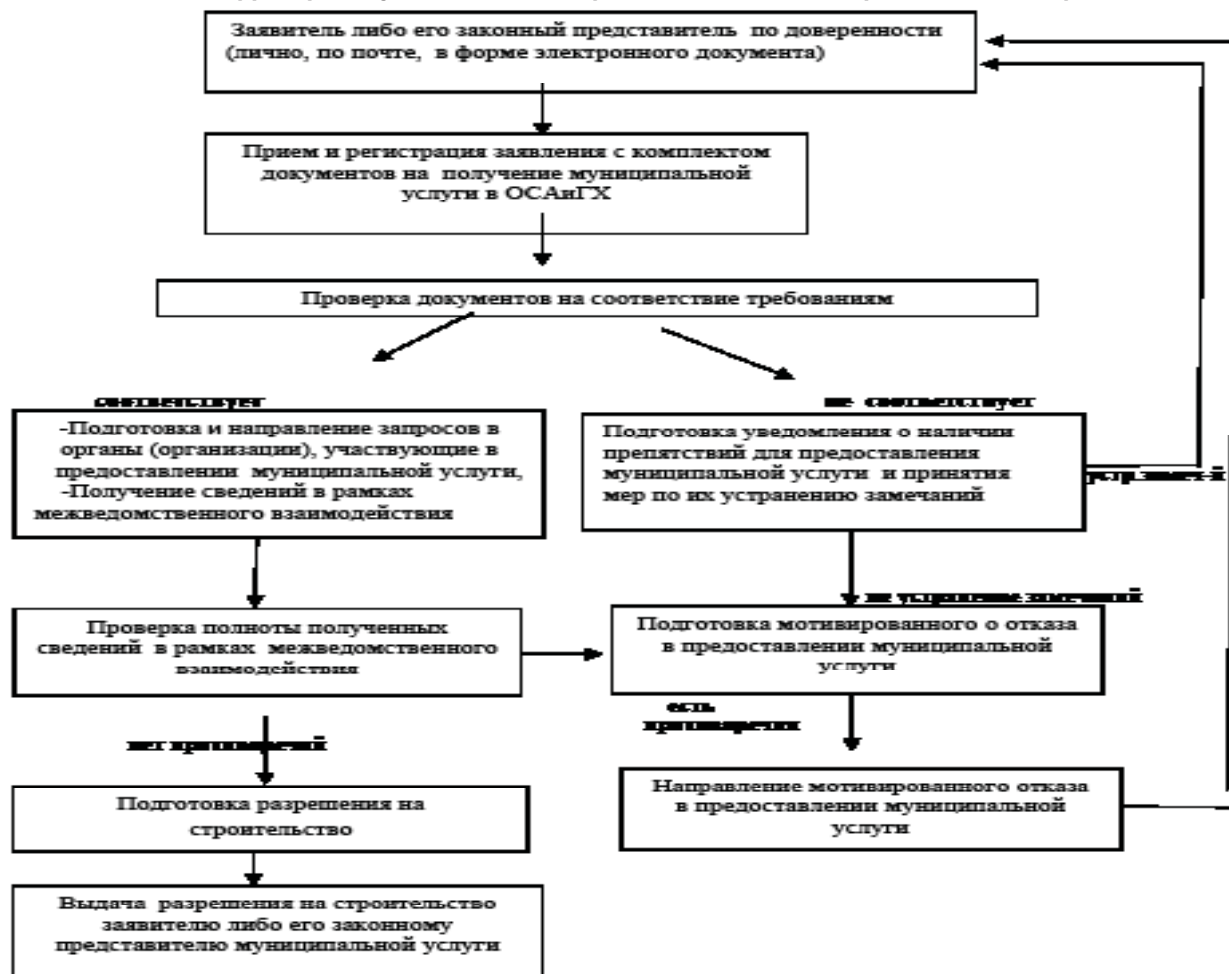 Заявитель либо его законный представитель по доверенности
(лично, по почте, в форме электронного документа)
Прием и регистрация заявления с комплектом
документов на получение муниципальной
услуги в ОСАиГХ
Проверка документов на соответствие требованиям
соответствует
не соответствует
-Подготовка и направление запросов в
органы (организации), участвующие в
предоставлении муниципальной услуги,
-Получение сведений в рамках
межведомственного взаимодействия
Подготовка уведомления о наличии
препятствий для предоставления
муниципальной услуги и принятия
мер по их устранению замечаний
не устранение замечаний
Проверка полноты полученных
сведений в рамках межведомственного
взаимодействия
Подготовка мотивированного о отказа
в предоставлении муниципальной
услуги
есть
противоречия
нет противоречий
Подготовка разрешения на
строительство
Направление мотивированного отказа
в предоставлении муниципальной
услуги
Выдача разрешения на строительство
заявителю либо его законному
представителю муниципальной услуги